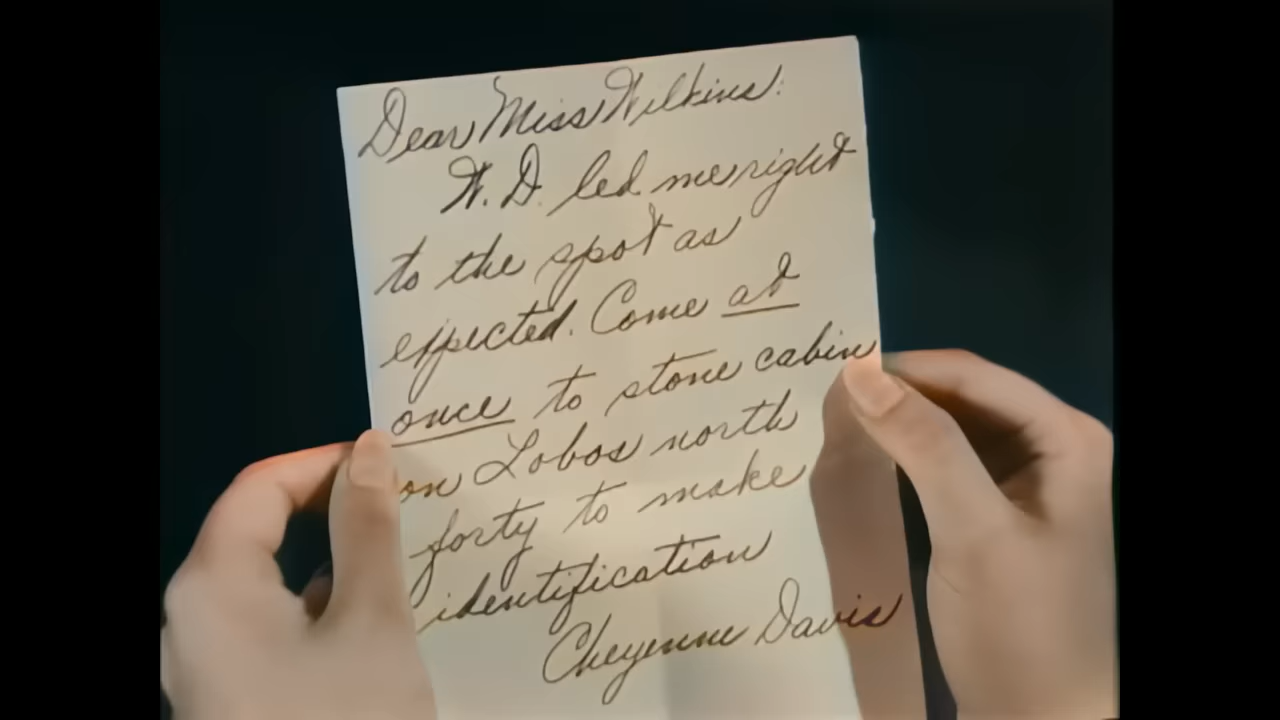 Dear Miss Wilkins:
W. D. led me right
to the spot as
expected. Come at
once to stone cabin
on Lobos north
forty to make
identification
Cheyenne Davis